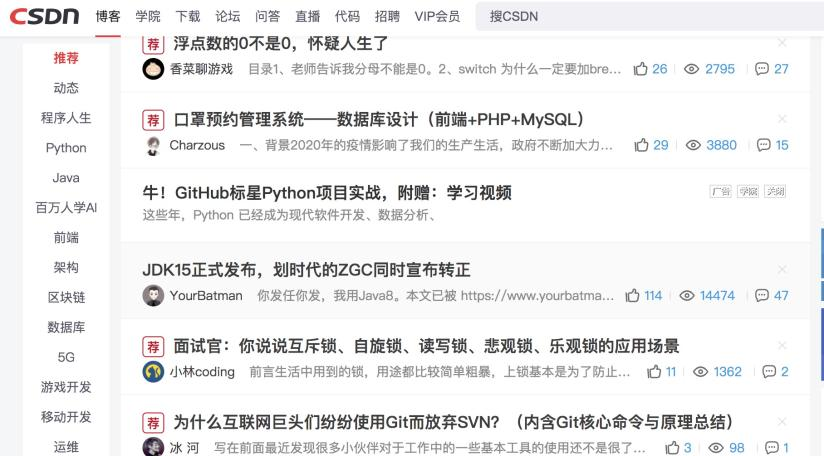 CSDN 博客 学院 下载 论坛 问答 直播 代码 招聘 VIP会员 搜CSDN
推荐
动态
程序人生
Python
Java
百万人学AI
前端
架构
区块链
数据库
5G
游戏开发
移动开发
运维
荐 浮点数的0不是0，怀疑人生了
香菜聊游戏 目录1、老师告诉我分母不能是0。2、switch 为什么一定要加bre... 26 2795 27
荐 口罩预约管理系统——数据库设计（前端+PHP+MySQL）
Charzous 一、背景2020年的疫情影响了我们的生产生活，政府不断加大力... 29 3880 15
牛！GitHub标星Python项目实战，附赠：学习视频
广告 学院 关闭
这些年，Python 已经成为现代软件开发、数据分析、
JDK15正式发布，划时代的ZGC同时宣布转正
YourBatman 你发任你发，我用Java8。本文已被 https://www.yourbatma... 114 14474 47
荐 面试官：你说说互斥锁、自旋锁、读写锁、悲观锁、乐观锁的应用场景
小林coding 前言生活中用到的锁，用途都比较简单粗暴，上锁基本是为了防止... 11 1362 2
荐 为什么互联网巨头们纷纷使用Git而放弃SVN？（内含Git核心命令与原理总结）
冰 河 写在前面最近发现很多小伙伴对于工作中的一些基本工具的使用还不是很了... 3 98 1